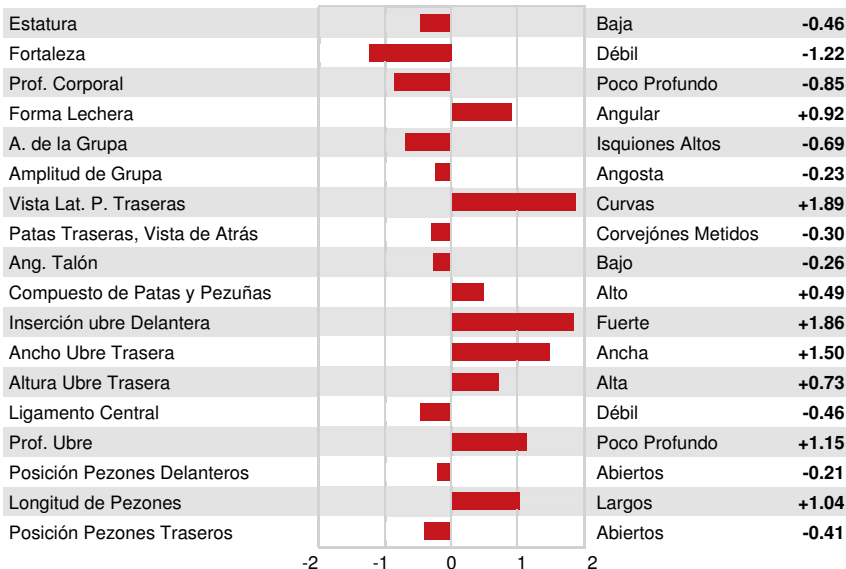 Estatura Baja -0.46
Fortaleza Débil -1.22
Prof. Corporal Poco Profundo -0.85
Forma Lechera Angular +0.92
A. de la Grupa Isquiones Altos -0.69
Amplitud de Grupa Angosta -0.23
Vista Lat. P. Traseras Curvas +1.89
Patas Traseras, Vista de Atrás Corvejónes Metidos -0.30
Ang. Talón Bajo -0.26
Compuesto de Patas y Pezuñas Alto +0.49
Inserción ubre Delantera Fuerte +1.86
Ancho Ubre Trasera Ancha +1.50
Altura Ubre Trasera Alta +0.73
Ligamento Central Débil -0.46
Prof. Ubre Poco Profundo +1.15
Posición Pezones Delanteros Abiertos -0.21
Longitud de Pezones Largos +1.04
Posición Pezones Traseros Abiertos -0.41
-2 -1 0 1 2